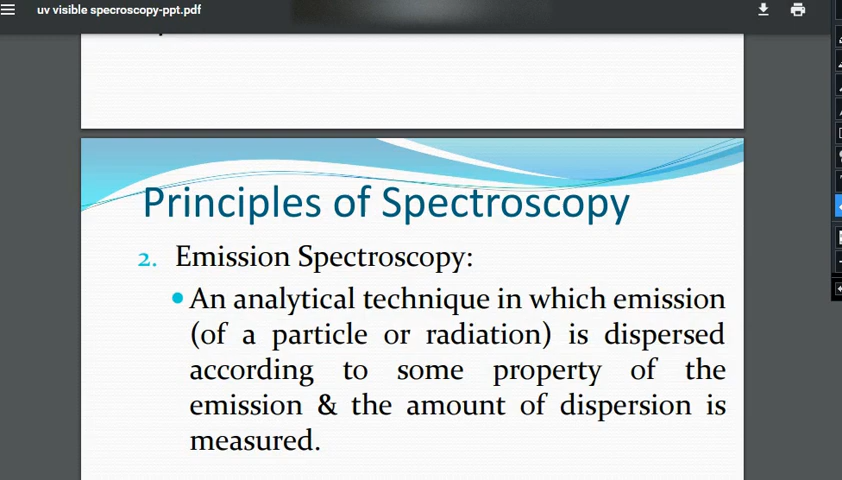 uv visible specroscopy-ppt.pdf
Principles of Spectroscopy
2. Emission Spectroscopy:
• An analytical technique in which emission
(of a particle or radiation) is dispersed
according to some property of the
emission & the amount of dispersion is
measured.